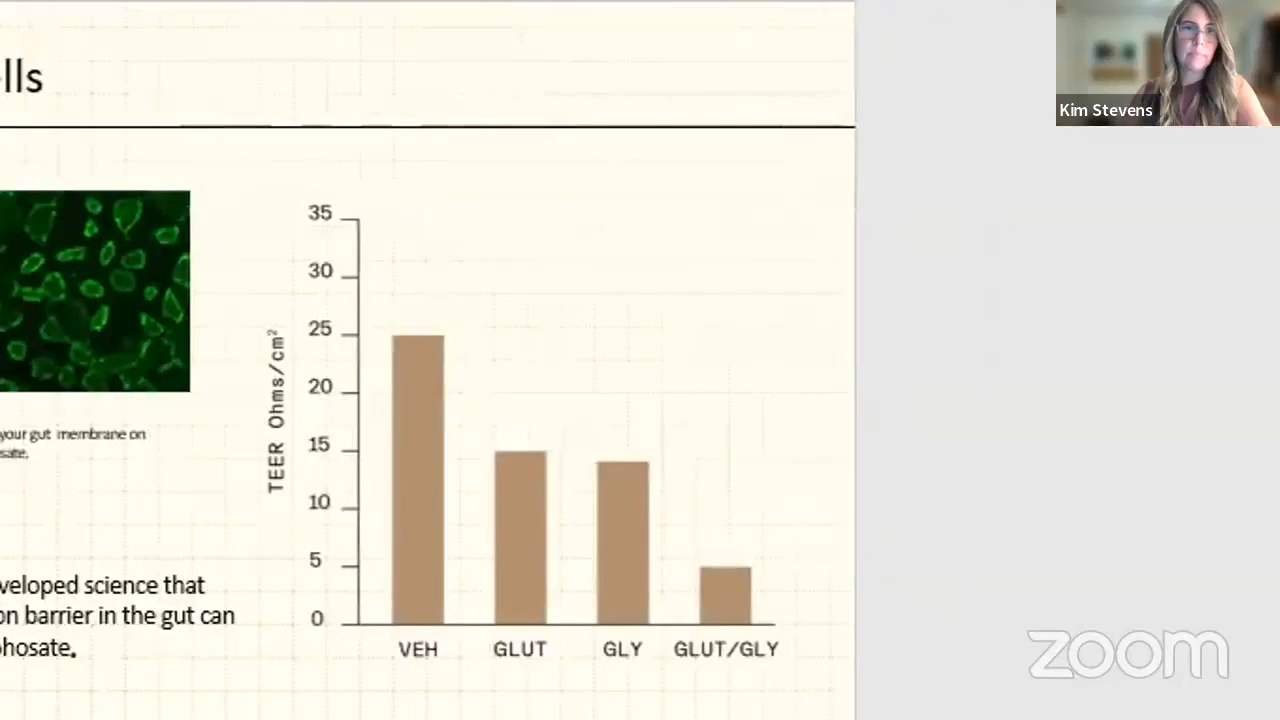 lls
Kim Stevens
your gut membrane on
sate.
veloped science that
on barrier in the gut can
phosate.
TEER Ohms/cm²
35
30
25
20
15
10
5
0
VEH GLUT GLY GLUT/GLY
zoom